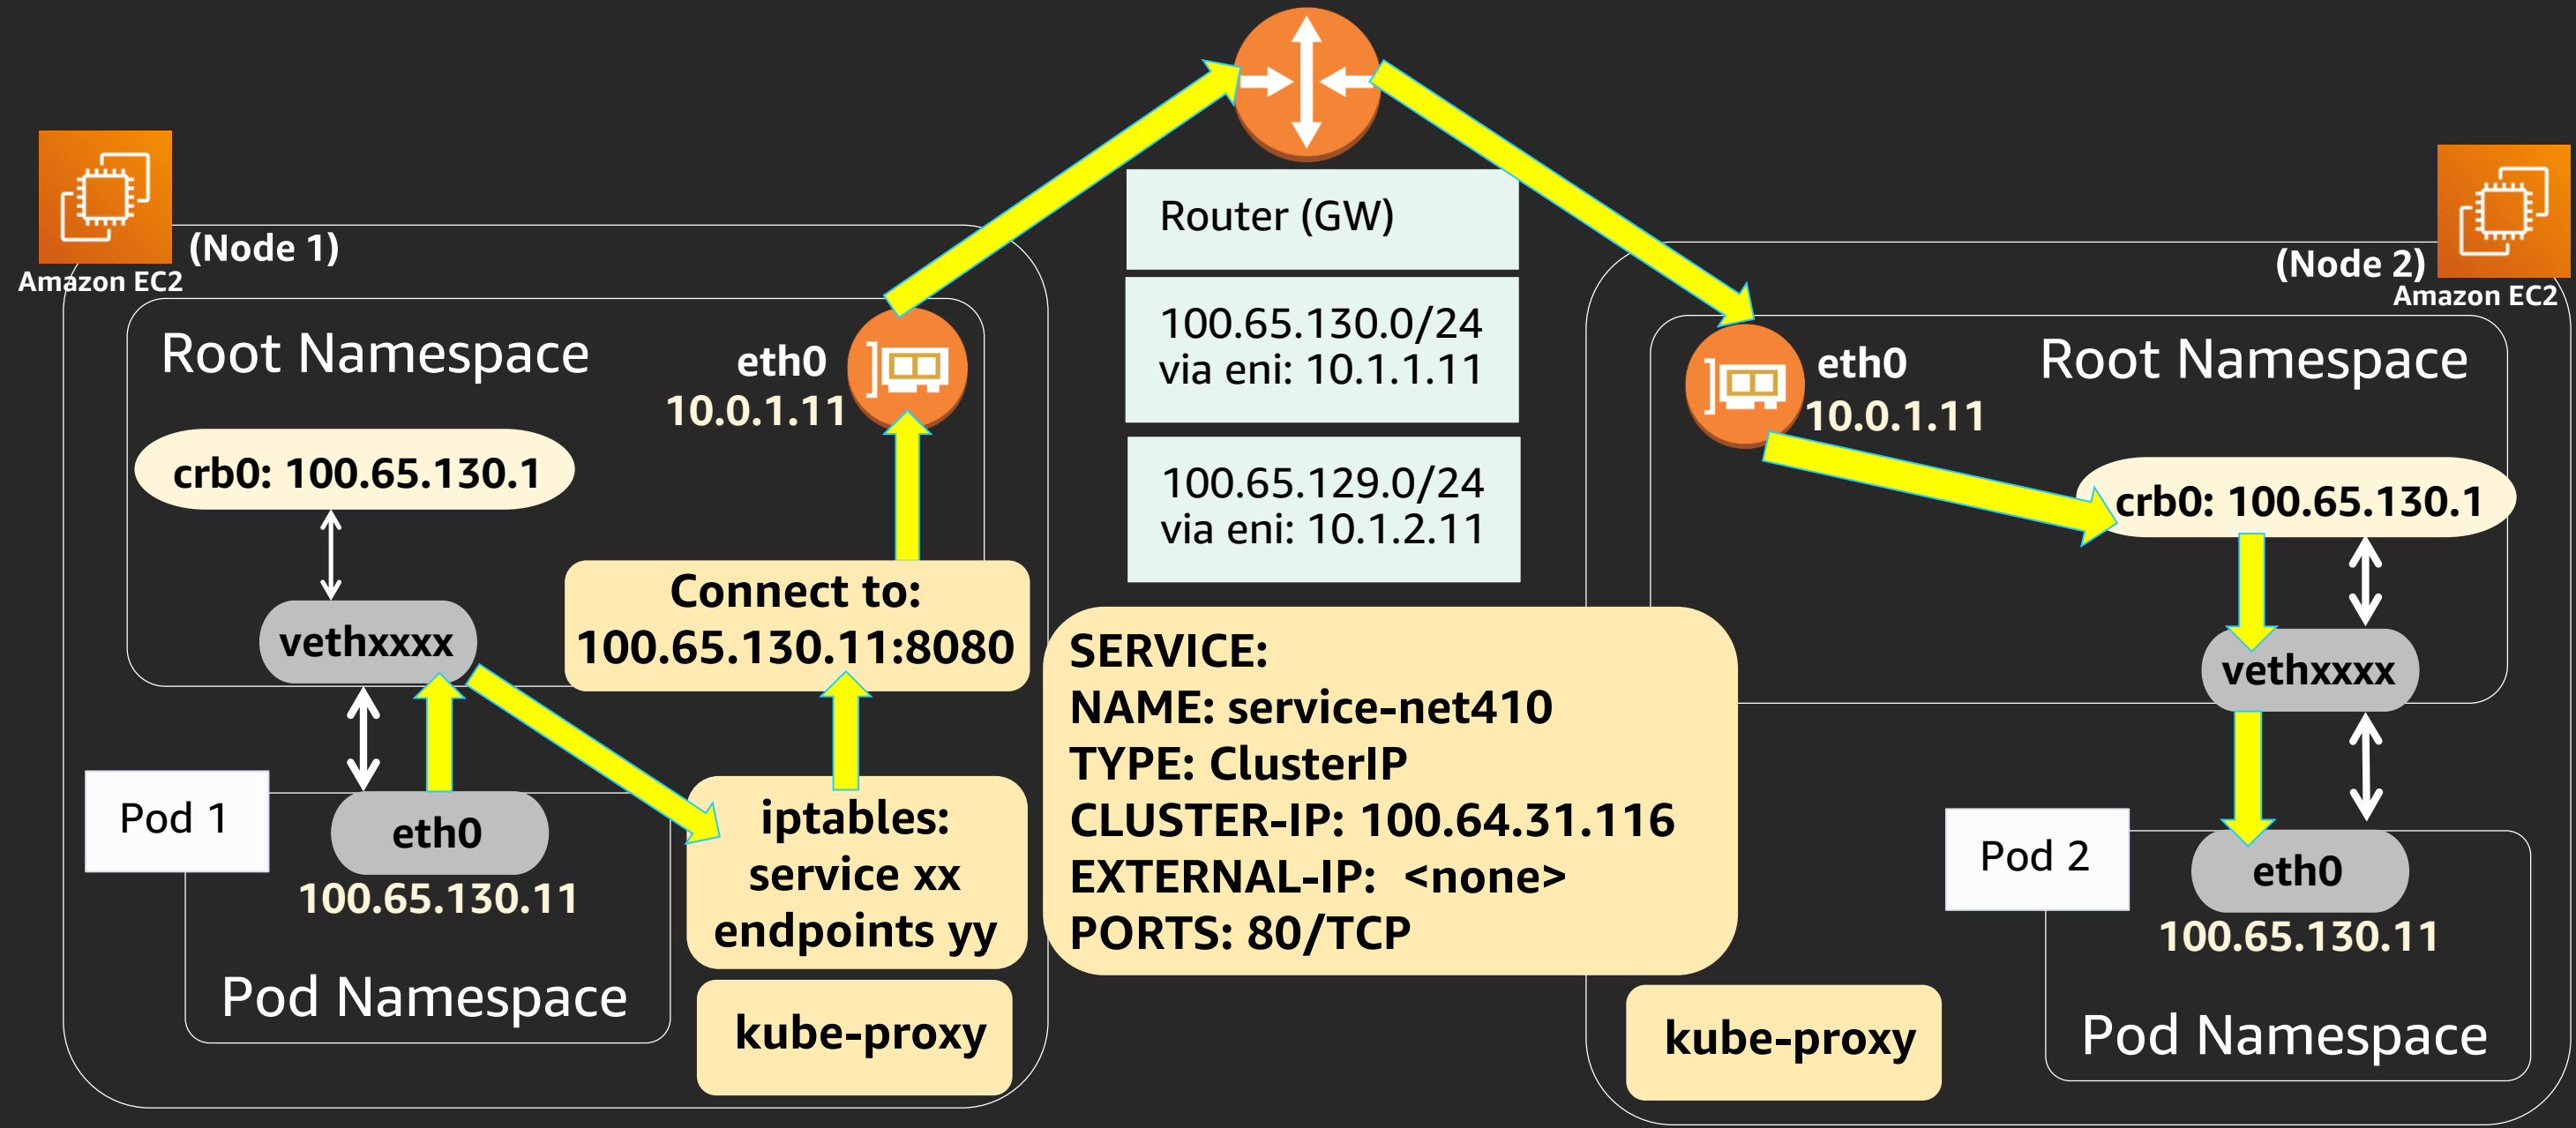 (Node 1)
Amazon EC2
Root Namespace
eth0
10.0.1.11
crb0: 100.65.130.1
vethxxxx
Connect to:
100.65.130.11:8080
Pod 1
eth0
100.65.130.11
Pod Namespace
iptables:
service xx
endpoints yy
kube-proxy
Router (GW)
100.65.130.0/24
via eni: 10.1.1.11
100.65.129.0/24
via eni: 10.1.2.11
SERVICE:
NAME: service-net410
TYPE: ClusterIP
CLUSTER-IP: 100.64.31.116
EXTERNAL-IP: <none>
PORTS: 80/TCP
(Node 2)
Amazon EC2
eth0
10.0.1.11
Root Namespace
crb0: 100.65.130.1
vethxxxx
Pod 2
eth0
100.65.130.11
Pod Namespace
kube-proxy